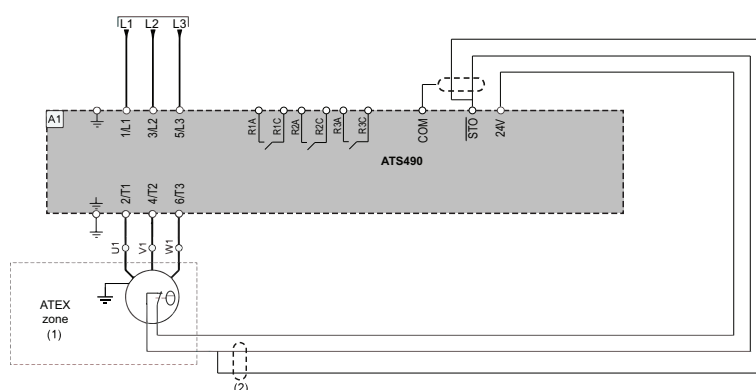 L1 L2 L3
A1
1/L1 3/L2 5/L3
R1A R1C R2A R2C R3A R3C
COM STO 24V
ATS490
2/T1 4/T2 6/T3
U1 V1 W1
ATEX
zone
(1)
(2)